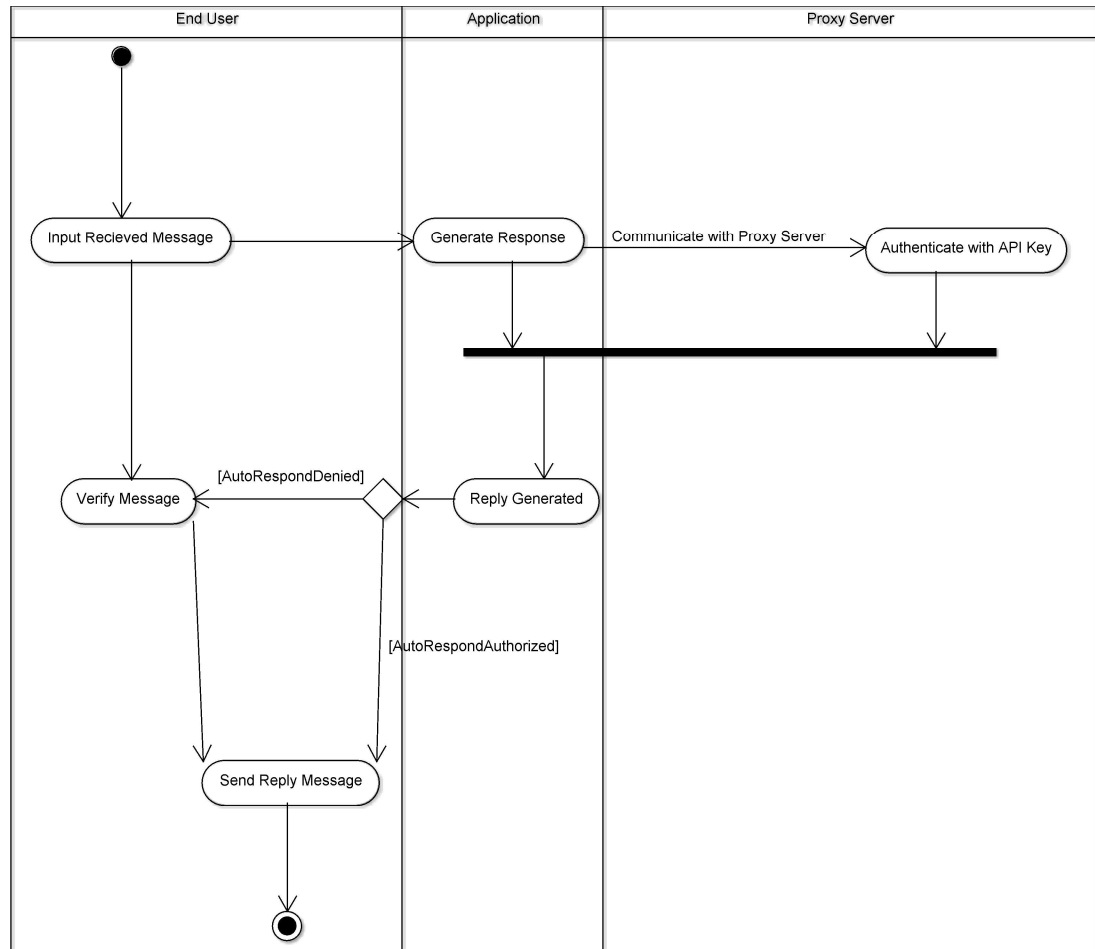 End User
Application
Proxy Server
Input Recieved Message
Generate Response
Communicate with Proxy Server
Authenticate with API Key
[AutoRespondDenied]
Verify Message
Reply Generated
[AutoRespondAuthorized]
Send Reply Message